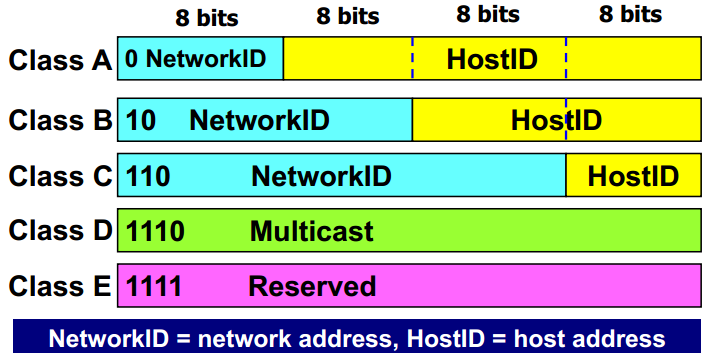 8 bits 8 bits 8 bits 8 bits
Class A 0 NetworkID HostID
Class B 10 NetworkID HostID
Class C 110 NetworkID HostID
Class D 1110 Multicast
Class E 1111 Reserved
NetworkID = network address, HostID = host address